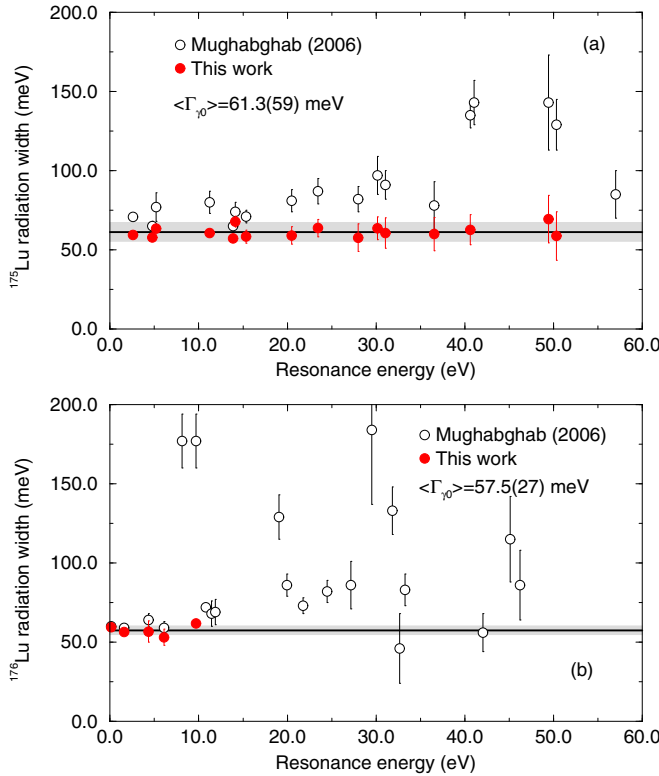 200.0
Mughabghab (2006)
(a)
This work
150.0
<Γγ0>=61.3(59) meV
100.0
50.0
0.0
175Lu radiation width (meV)
0.0 10.0 20.0 30.0 40.0 50.0 60.0
Resonance energy (eV)
200.0
Mughabghab (2006)
This work
150.0
<Γγ0>=57.5(27) meV
100.0
50.0
(b)
0.0
176Lu radiation width (meV)
0.0 10.0 20.0 30.0 40.0 50.0 60.0
Resonance energy (eV)